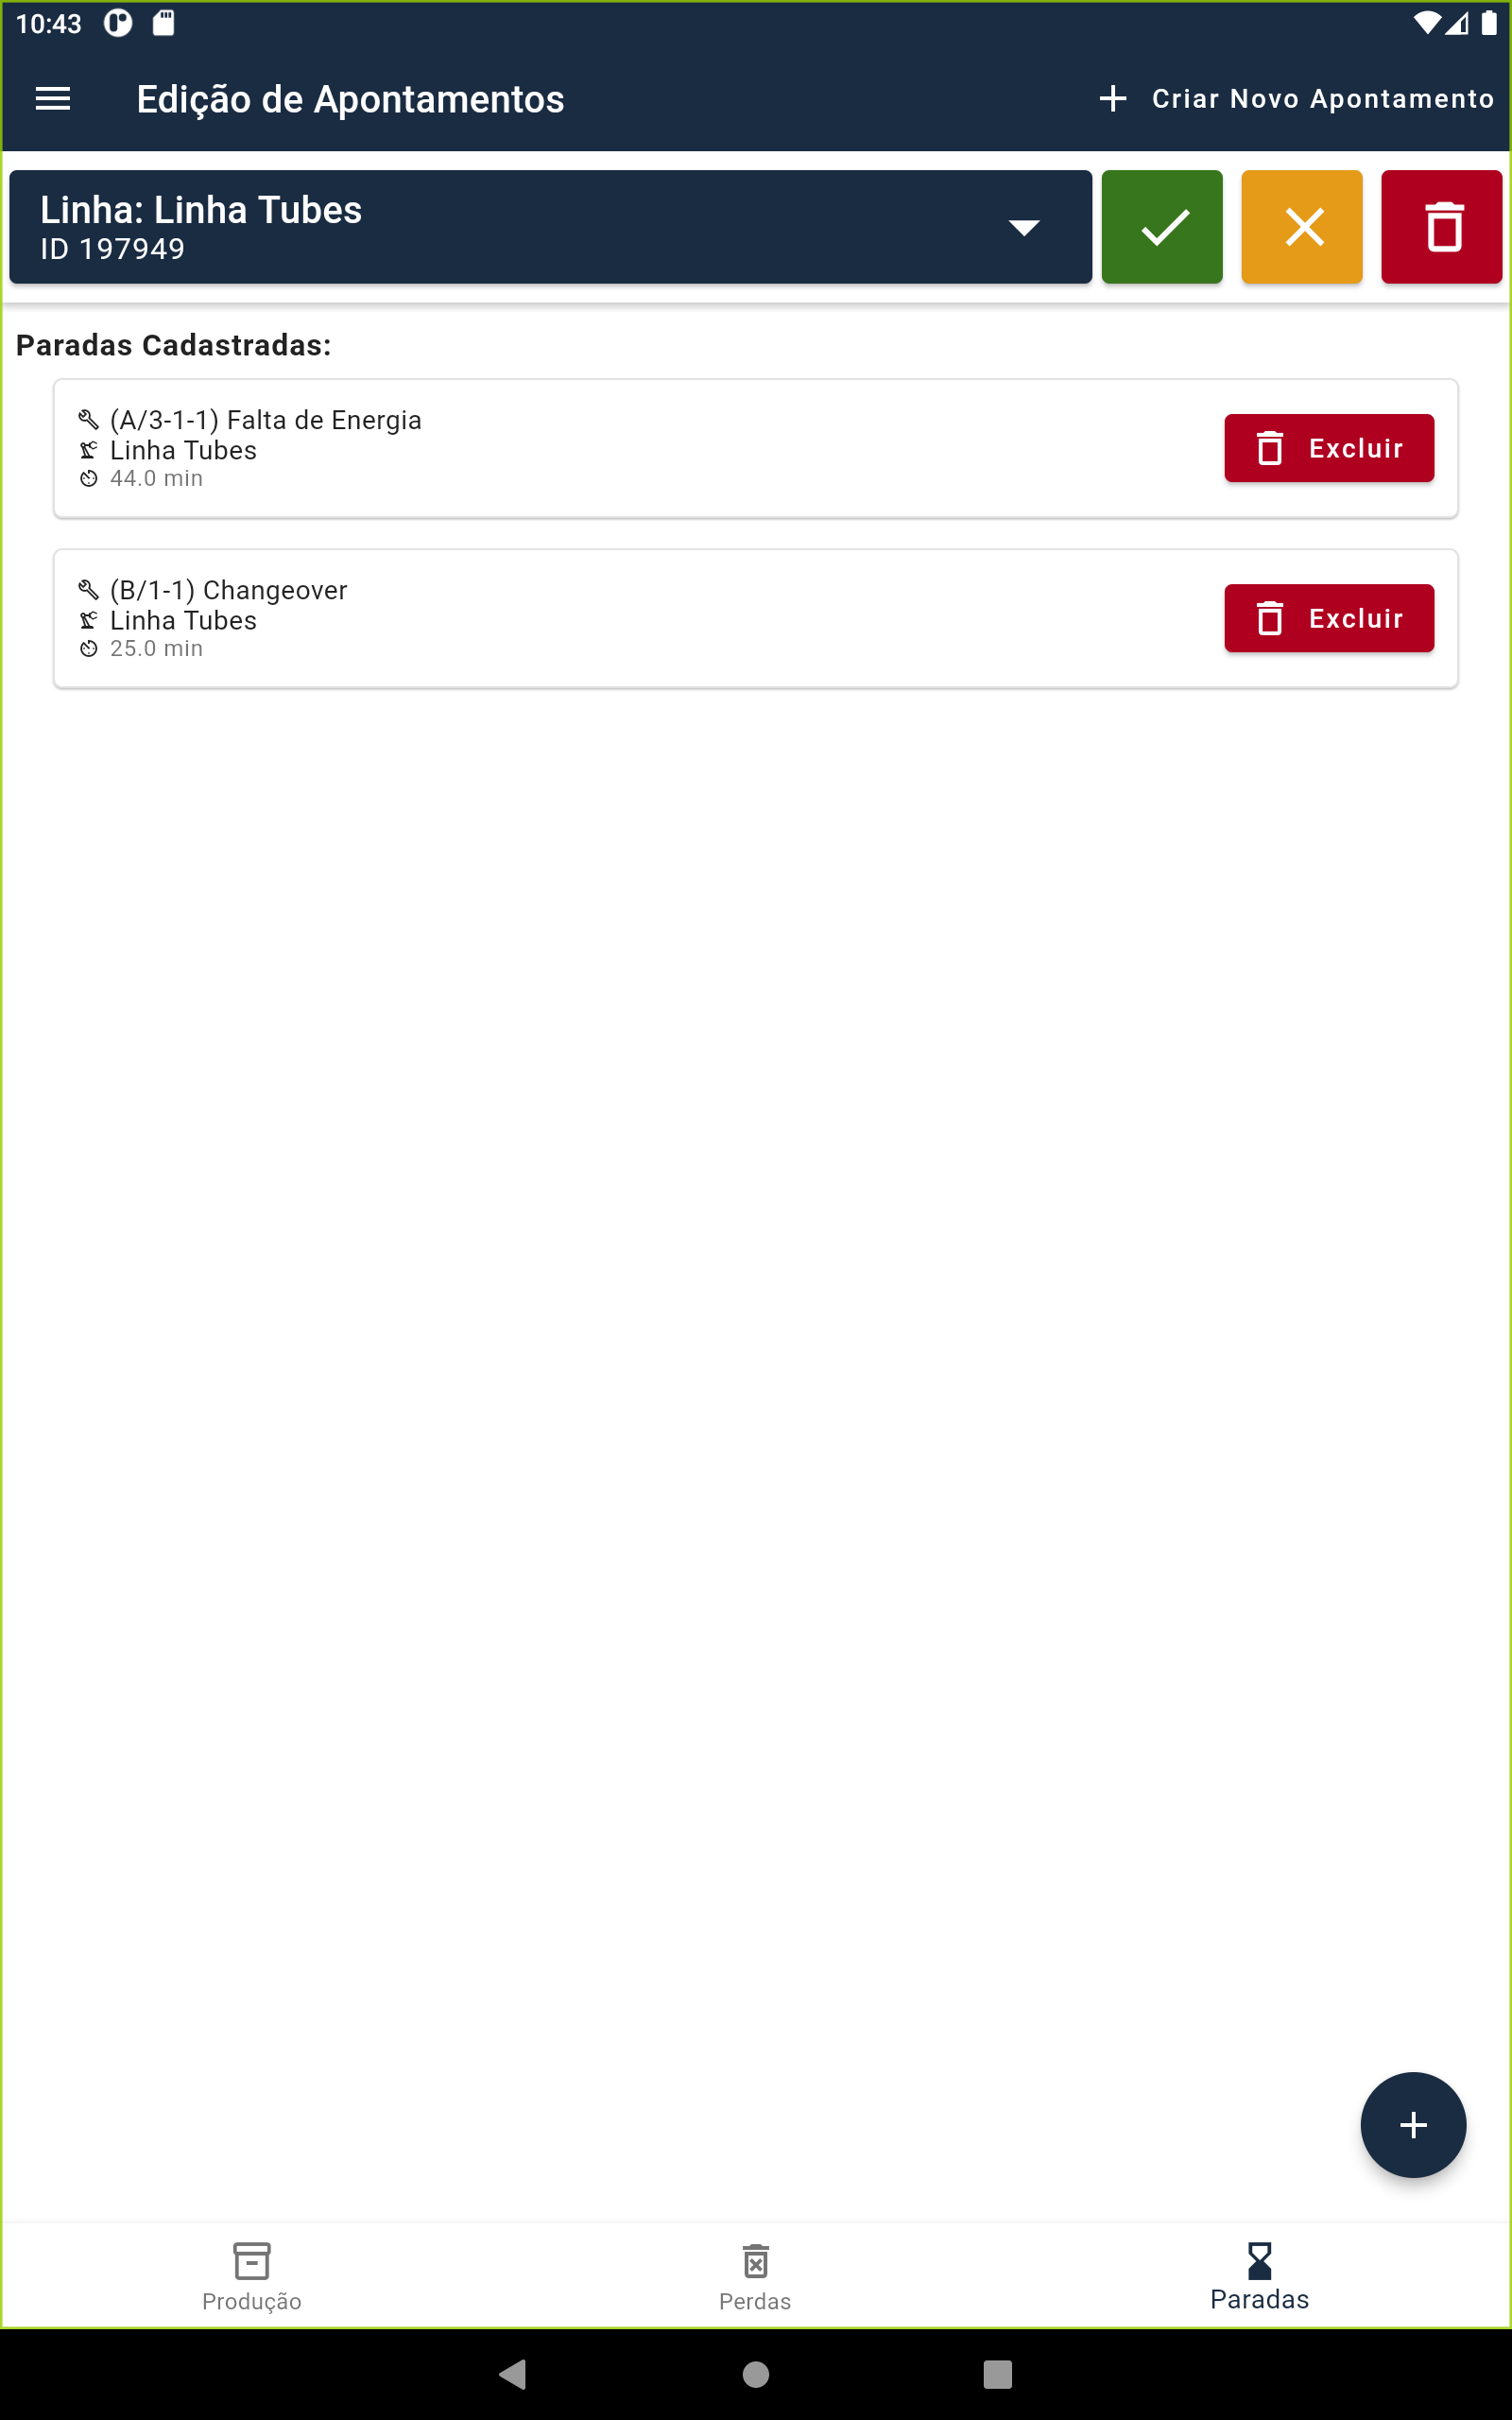 10:43
Edição de Apontamentos
Criar Novo Apontamento
Linha: Linha Tubes
ID 197949
Paradas Cadastradas:
(A/3-1-1) Falta de Energia
Linha Tubes
44.0 min
Excluir
(B/1-1) Changeover
Linha Tubes
25.0 min
Excluir
Produção
Perdas
Paradas